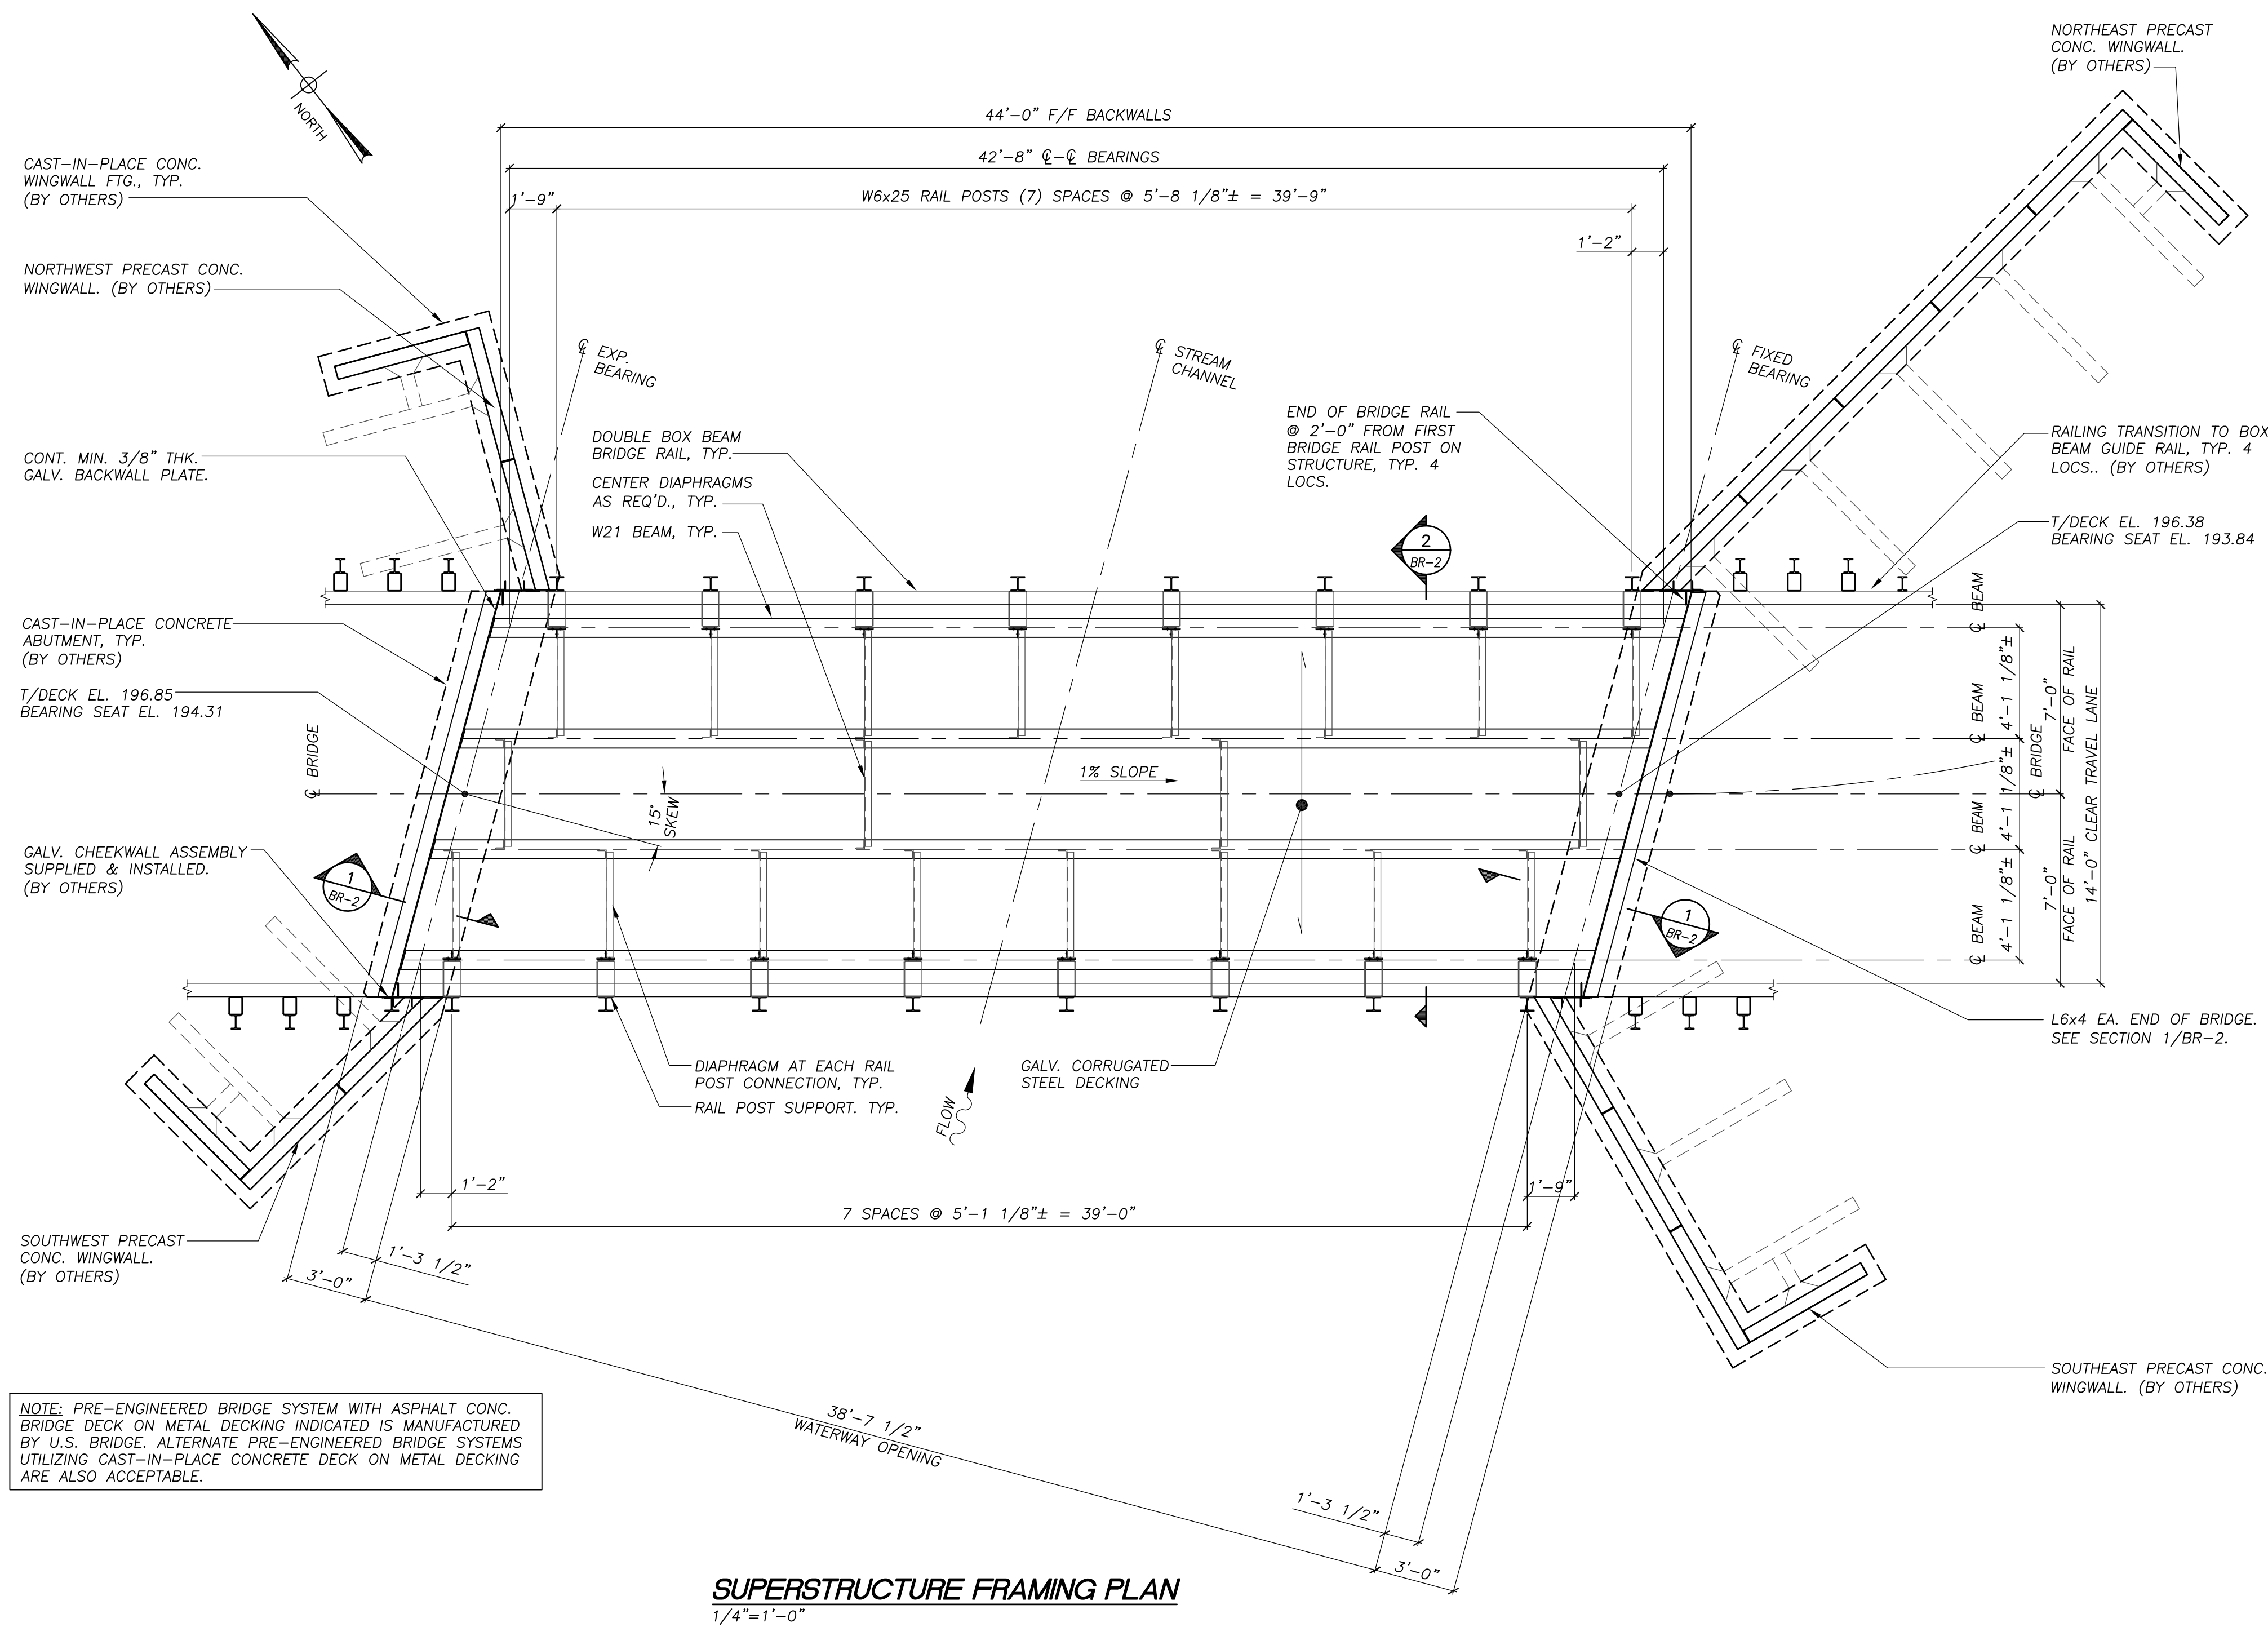 NORTH
NORTHEAST PRECAST
CONC. WINGWALL.
(BY OTHERS)
44'-0" F/F BACKWALLS
42'-8" ℄-℄ BEARINGS
1'-9"
W6x25 RAIL POSTS (7) SPACES @ 5'-8 1/8"± = 39'-9"
1'-2"
CAST-IN-PLACE CONC.
WINGWALL FTG., TYP.
(BY OTHERS)
NORTHWEST PRECAST CONC.
WINGWALL. (BY OTHERS)
℄ EXP.
BEARING
℄ STREAM
CHANNEL
℄ FIXED
BEARING
CONT. MIN. 3/8" THK.
GALV. BACKWALL PLATE.
DOUBLE BOX BEAM
BRIDGE RAIL, TYP.
CENTER DIAPHRAGMS
AS REQ'D., TYP.
W21 BEAM, TYP.
END OF BRIDGE RAIL
@ 2'-0" FROM FIRST
BRIDGE RAIL POST ON
STRUCTURE, TYP. 4
LOCS.
2
BR-2
RAILING TRANSITION TO BOX
BEAM GUIDE RAIL, TYP. 4
LOCS.. (BY OTHERS)
T/DECK EL. 196.38
BEARING SEAT EL. 193.84
CAST-IN-PLACE CONCRETE
ABUTMENT, TYP.
(BY OTHERS)
T/DECK EL. 196.85
BEARING SEAT EL. 194.31
℄ BRIDGE
15°
SKEW
1% SLOPE
℄ BEAM
℄ BEAM
℄ BEAM
℄ BEAM
4'-1 1/8"±
4'-1 1/8"±
4'-1 1/8"±
℄ BRIDGE
7'-0"
7'-0"
FACE OF RAIL
FACE OF RAIL
14'-0" CLEAR TRAVEL LANE
GALV. CHEEKWALL ASSEMBLY
SUPPLIED & INSTALLED.
(BY OTHERS)
1
BR-2
1
BR-2
L6x4 EA. END OF BRIDGE.
SEE SECTION 1/BR-2.
DIAPHRAGM AT EACH RAIL
POST CONNECTION, TYP.
RAIL POST SUPPORT. TYP.
FLOW
GALV. CORRUGATED
STEEL DECKING
1'-2"
7 SPACES @ 5'-1 1/8"± = 39'-0"
1'-9"
SOUTHWEST PRECAST
CONC. WINGWALL.
(BY OTHERS)
1'-3 1/2"
3'-0"
38'-7 1/2"
WATERWAY OPENING
1'-3 1/2"
3'-0"
SOUTHEAST PRECAST CONC.
WINGWALL. (BY OTHERS)
NOTE: PRE-ENGINEERED BRIDGE SYSTEM WITH ASPHALT CONC.
BRIDGE DECK ON METAL DECKING INDICATED IS MANUFACTURED
BY U.S. BRIDGE. ALTERNATE PRE-ENGINEERED BRIDGE SYSTEMS
UTILIZING CAST-IN-PLACE CONCRETE DECK ON METAL DECKING
ARE ALSO ACCEPTABLE.
SUPERSTRUCTURE FRAMING PLAN
1/4"=1'-0"